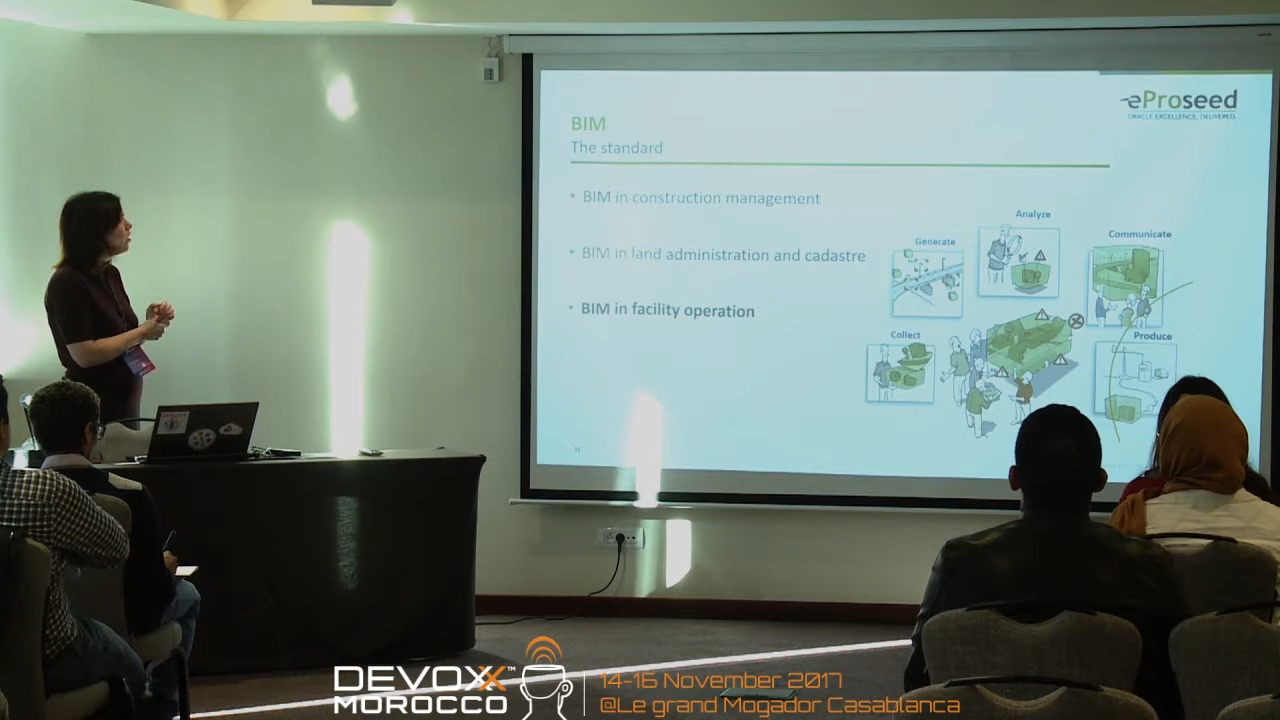 eProseed
ORACLE EXCELLENCE, DELIVERED
BIM
The standard
• BIM in construction management
• BIM in land administration and cadastre
• BIM in facility operation
Analyze
Generate
Communicate
Collect
Produce
DEVOXX™
MOROCCO
14-16 November 2017
@Le grand Mogador Casablanca